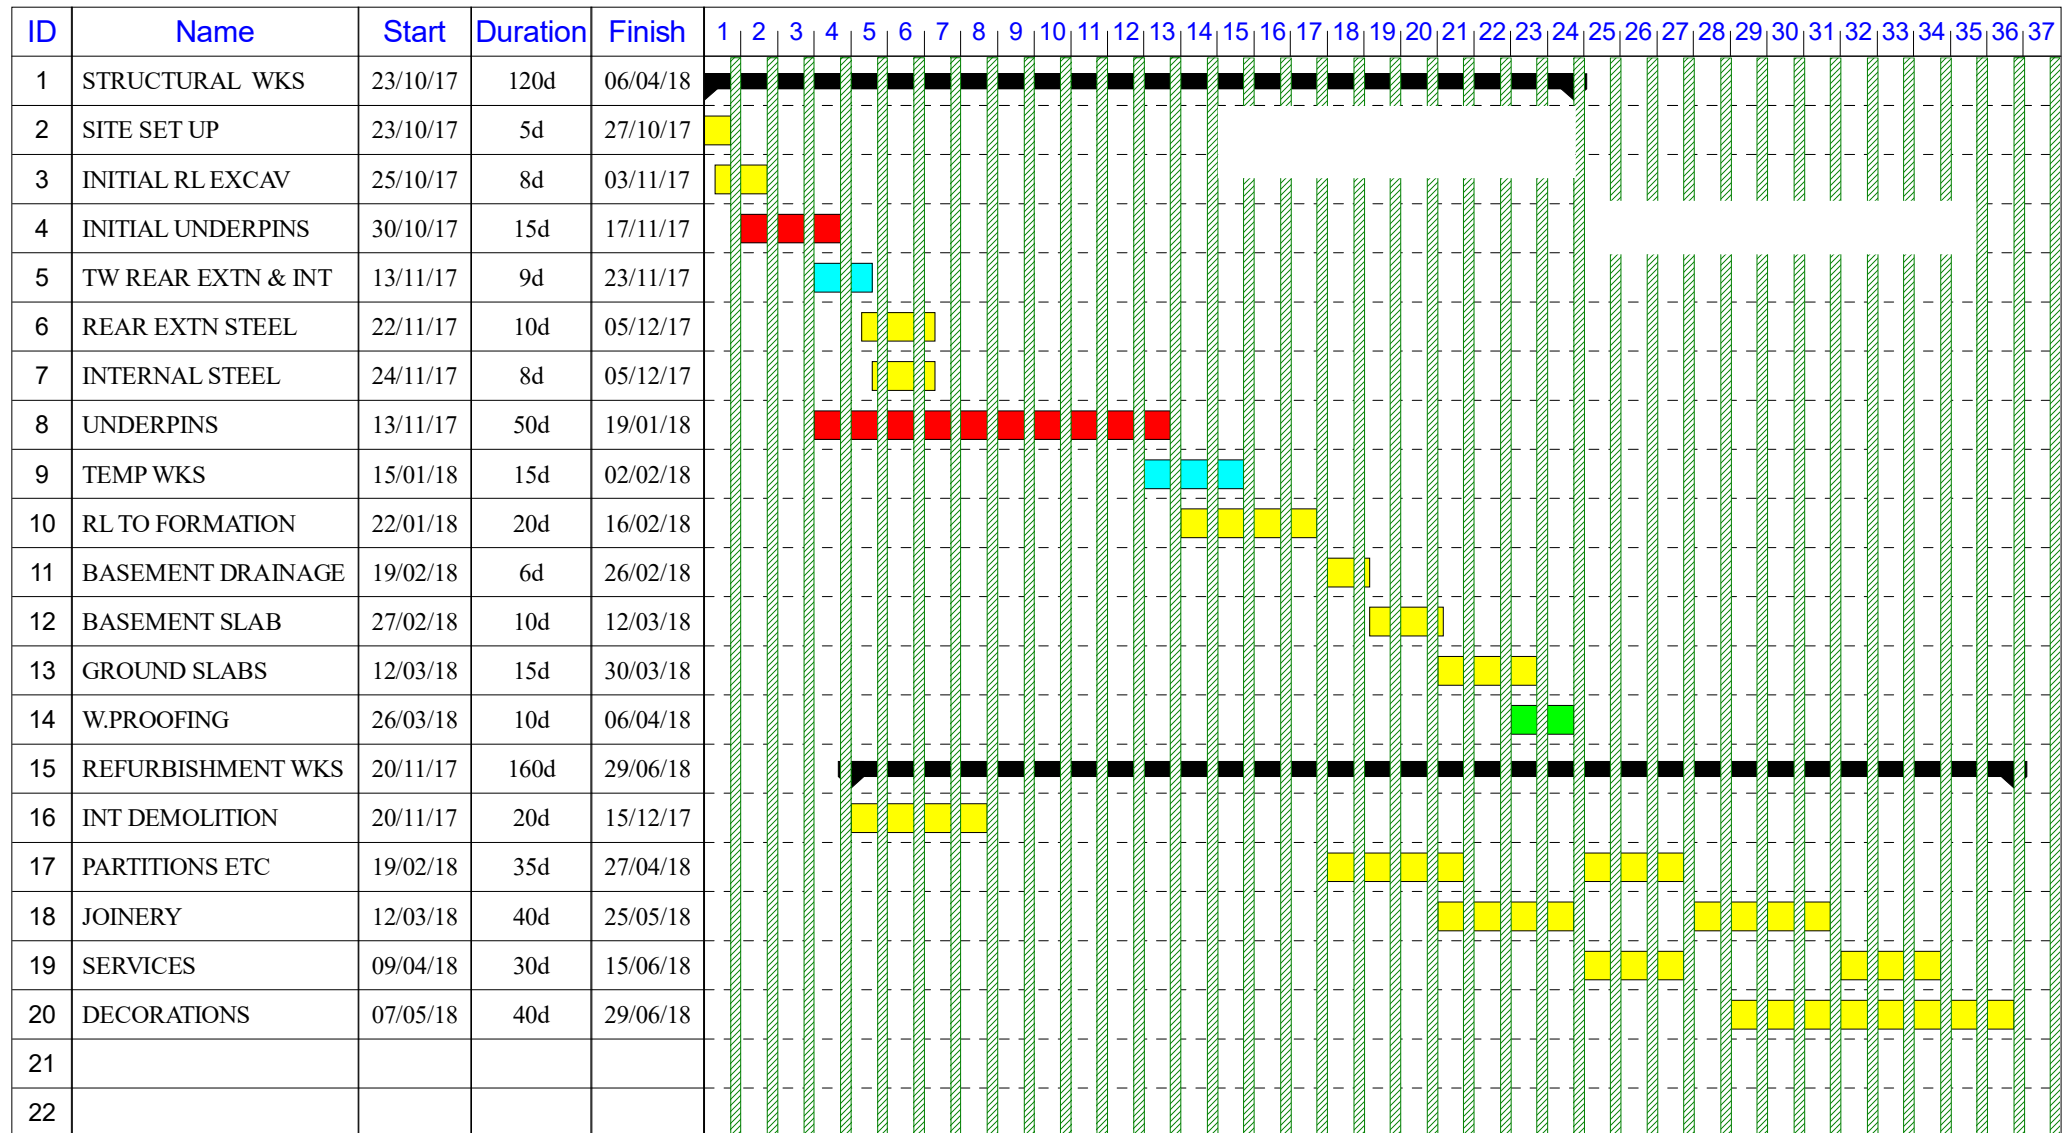 ID Name Start Duration Finish 1 2 3 4 5 6 7 8 9 10 11 12 13 14 15 16 17 18 19 20 21 22 23 24 25 26 27 28 29 30 31 32 34 35 36 37
1 STRUCTURAL WKS 23/10/17 120d 06/04/18
2 SITE SET UP 23/10/17 5d 27/10/17
3 INITIAL RL EXCAV 25/10/17 8d 03/11/17
4 INITIAL UNDERPINS 30/10/17 15d 17/11/17
5 TW REAR EXTN & INT 13/11/17 9d 23/11/17
6 REAR EXTN STEEL 22/11/17 10d 05/12/17
7 INTERNAL STEEL 24/11/17 8d 05/12/17
8 UNDERPINS 13/11/17 50d 19/01/18
9 TEMP WKS 15/01/18 15d 02/02/18
10 RL TO FORMATION 22/01/18 20d 16/02/18
11 BASEMENT DRAINAGE 19/02/18 6d 26/02/18
12 BASEMENT SLAB 27/02/18 10d 12/03/18
13 GROUND SLABS 12/03/18 15d 30/03/18
14 W.PROOFING 26/03/18 10d 06/04/18
15 REFURBISHMENT WKS 20/11/17 160d 29/06/18
16 INT DEMOLITION 20/11/17 20d 15/12/17
17 PARTITIONS ETC 19/02/18 35d 27/04/18
18 JOINERY 12/03/18 40d 25/05/18
19 SERVICES 09/04/18 30d 15/06/18
20 DECORATIONS 07/05/18 40d 29/06/18
21
22